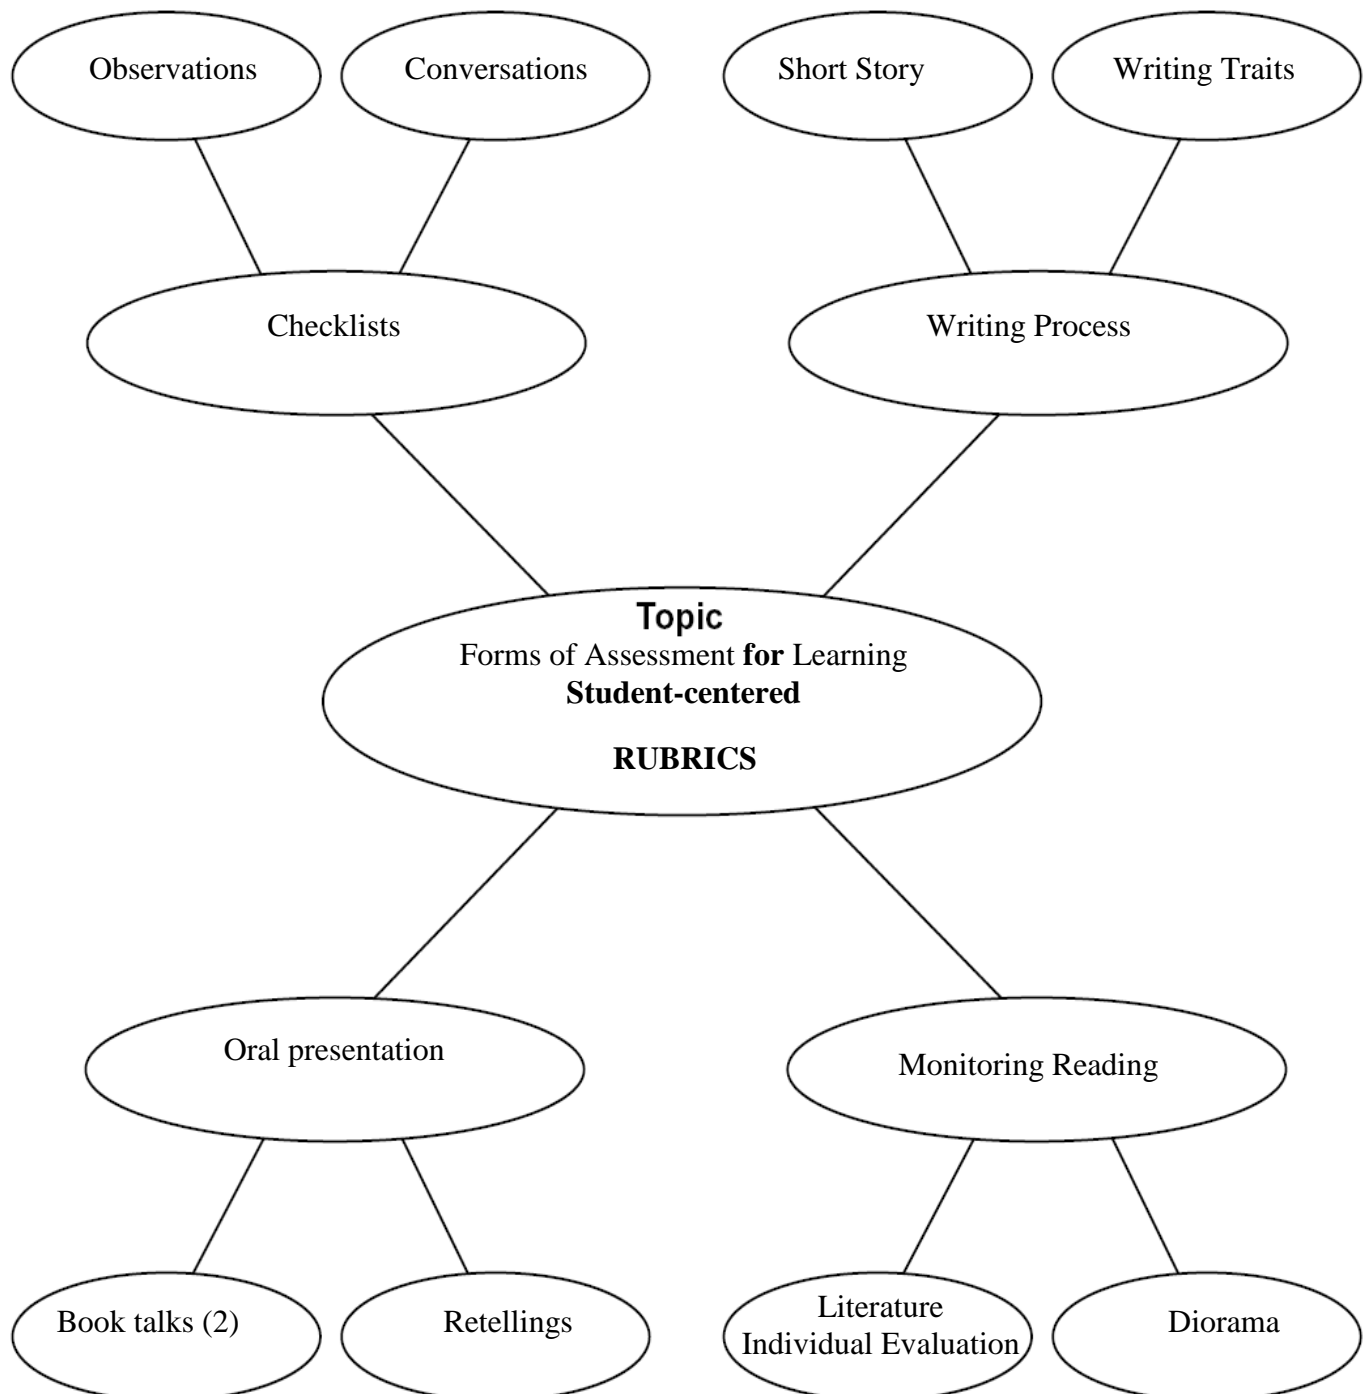 Observations
Conversations
Short Story
Writing Traits
Checklists
Writing Process
Topic
Forms of Assessment for Learning
Student-centered
RUBRICS
Oral presentation
Monitoring Reading
Book talks (2)
Retellings
Literature
Individual Evaluation
Diorama